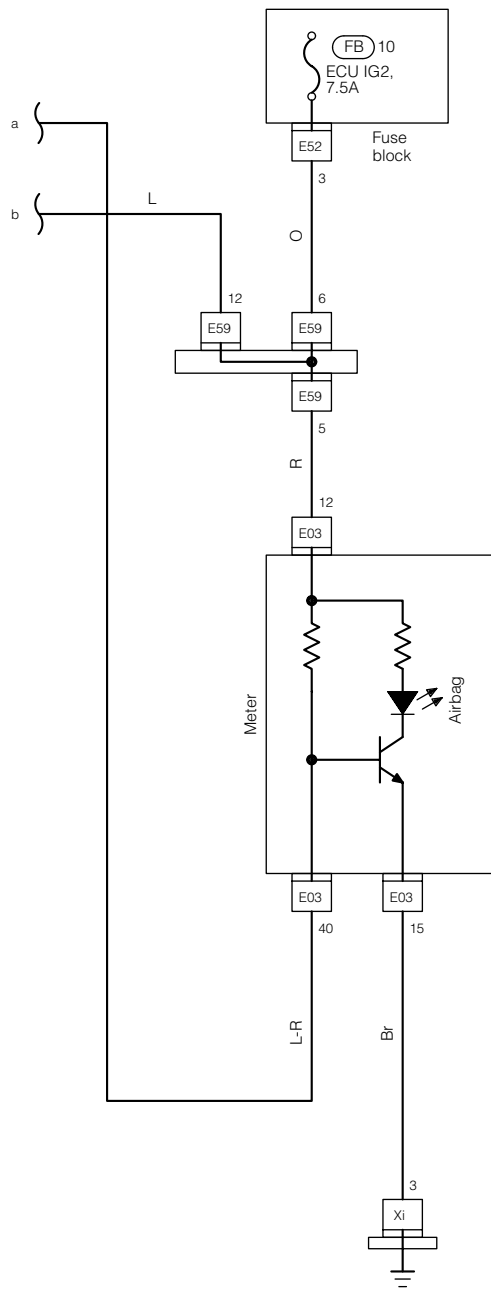 FB 10
ECU IG2,
7.5A
E52
Fuse
block
3
a
b
L
O
12
6
E59
E59
E59
5
R
12
E03
Meter
Airbag
E03
E03
40
15
L-R
Br
3
Xi